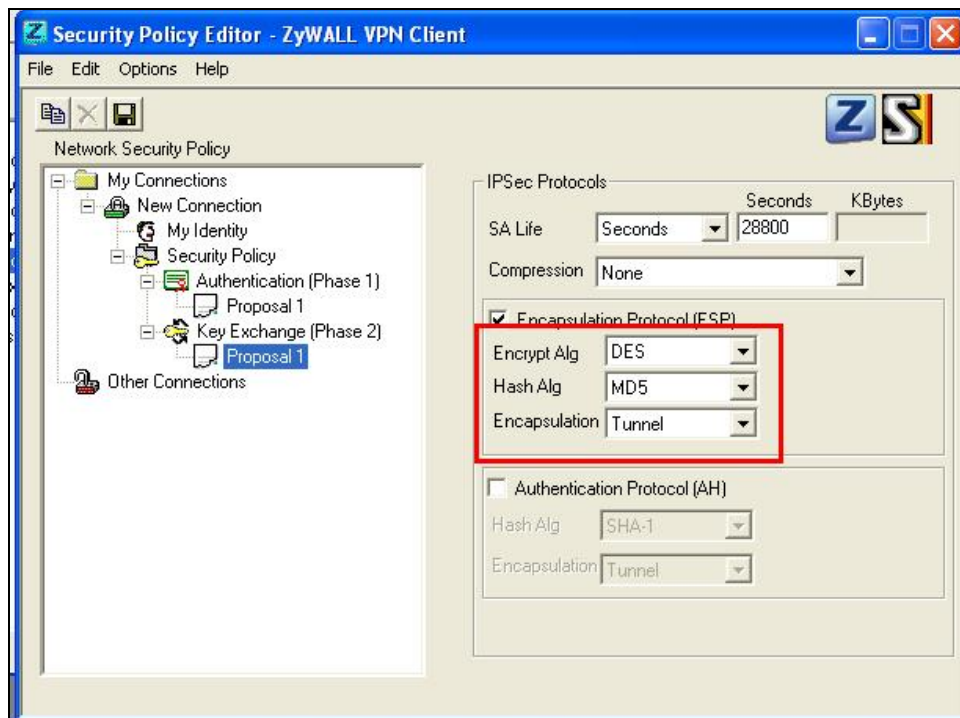 Security Policy Editor - ZyWALL VPN Client
File Edit Options Help
Network Security Policy
My Connections
New Connection
My Identity
Security Policy
Authentication (Phase 1)
Proposal 1
Key Exchange (Phase 2)
Proposal 1
Other Connections
IPSec Protocols
Seconds KBytes
SA Life Seconds 28800
Compression None
Encapsulation Protocol (ESP)
Encrypt Alg DES
Hash Alg MD5
Encapsulation Tunnel
Authentication Protocol (AH)
Hash Alg SHA-1
Encapsulation Tunnel